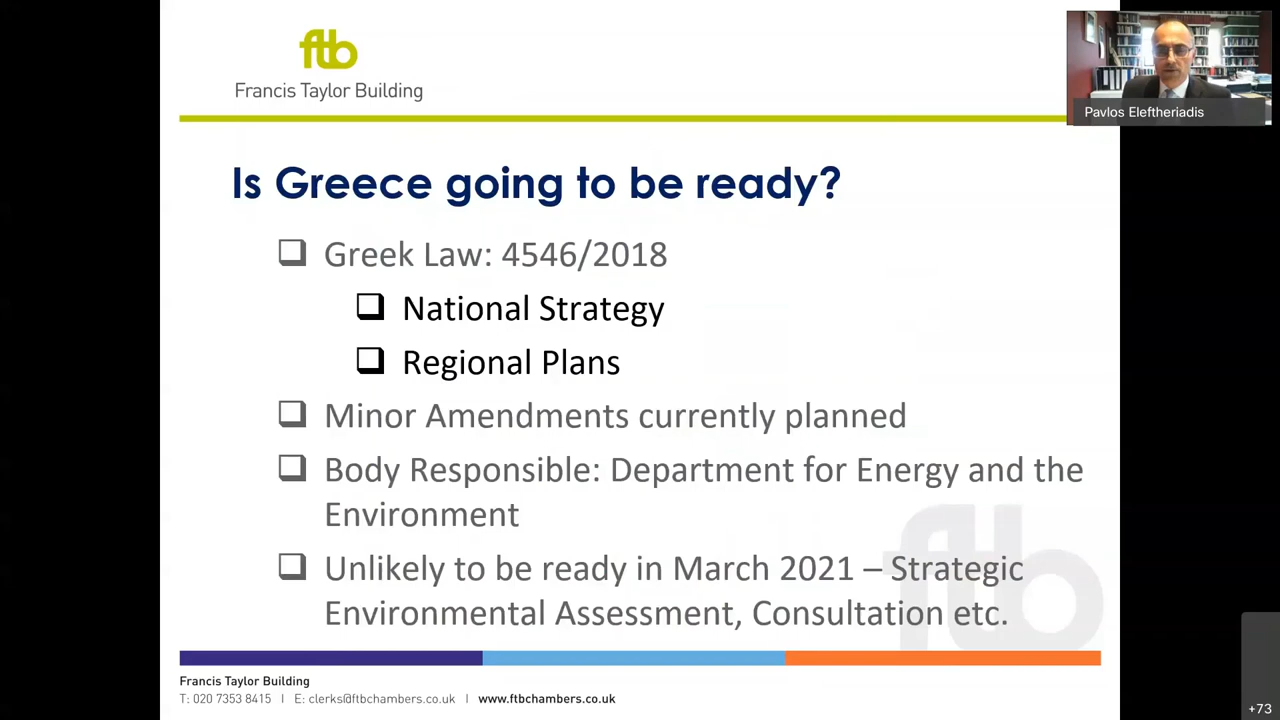 ftb
Francis Taylor Building
Pavlos Eleftheriadis
Is Greece going to be ready?
Greek Law: 4546/2018
National Strategy
Regional Plans
Minor Amendments currently planned
Body Responsible: Department for Energy and the
Environment
Unlikely to be ready in March 2021 – Strategic
Environmental Assessment, Consultation etc.
ftb
Francis Taylor Building
T: 020 7353 8415 | E: clerks@ftbchambers.co.uk | www.ftbchambers.co.uk
+73